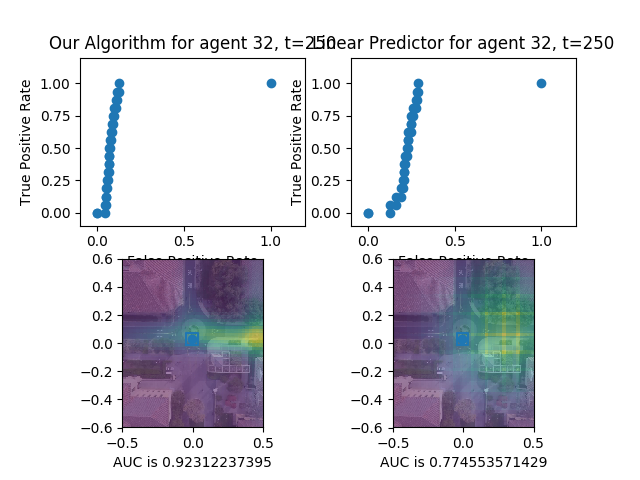 Our Algorithm for agent 32, t=250
Linear Predictor for agent 32, t=250
True Positive Rate
1.00
0.75
0.50
0.25
0.00
0.0 0.5 1.0
False Positive Rate
True Positive Rate
1.00
0.75
0.50
0.25
0.00
0.0 0.5 1.0
False Positive Rate
0.6
0.4
0.2
0.0
−0.2
−0.4
−0.6
−0.5 0.0 0.5
AUC is 0.92312237395
0.6
0.4
0.2
0.0
−0.2
−0.4
−0.6
−0.5 0.0 0.5
AUC is 0.774553571429